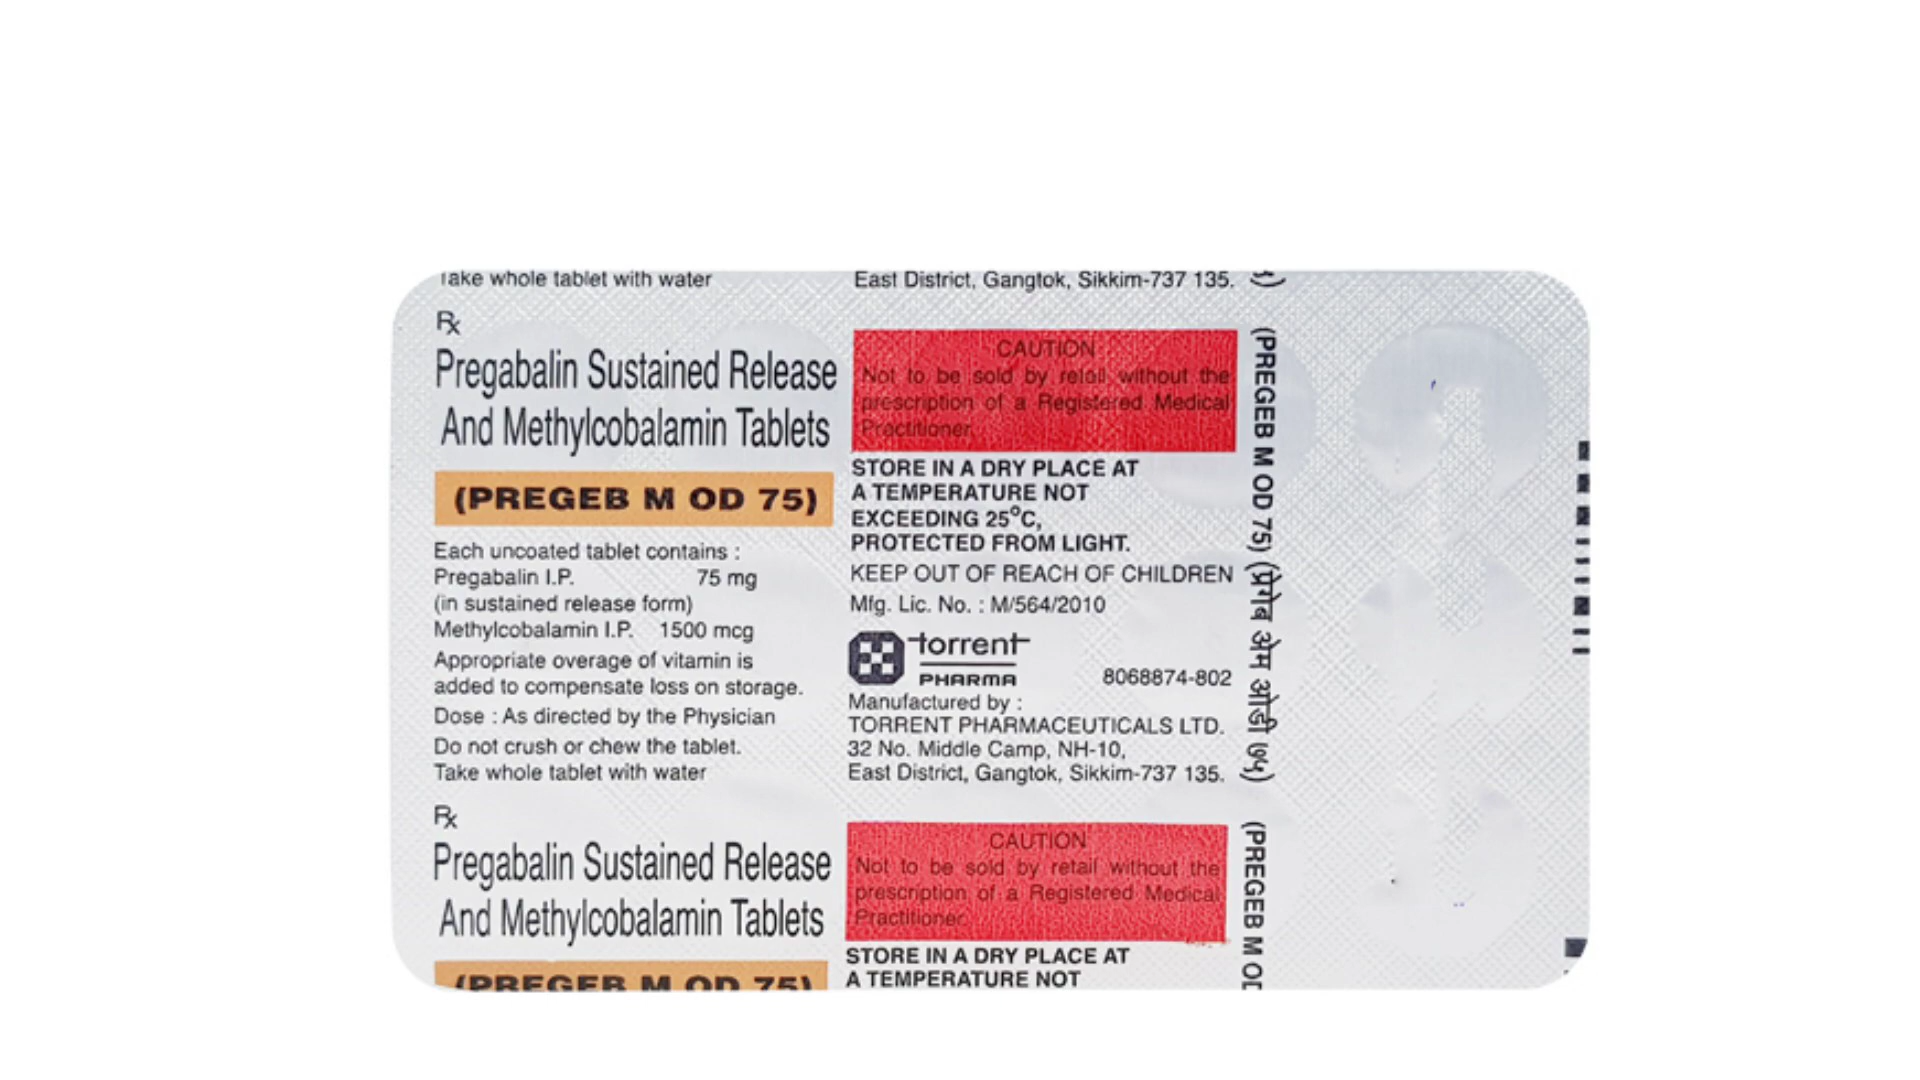 Take whole tablet with water
East District, Gangtok, Sikkim-737 135.
Rx
Pregabalin Sustained Release
And Methylcobalamin Tablets
(PREGEB M OD 75)
Each uncoated tablet contains :
Pregabalin I.P. 75 mg
(in sustained release form)
Methylcobalamin I.P. 1500 mcg
Appropriate overage of vitamin is
added to compensate loss on storage.
Dose : As directed by the Physician
Do not crush or chew the tablet.
Take whole tablet with water
CAUTION
Not to be sold by retail without the
prescription of a Registered Medical
Practitioner.
STORE IN A DRY PLACE AT
A TEMPERATURE NOT
EXCEEDING 25°C,
PROTECTED FROM LIGHT.
KEEP OUT OF REACH OF CHILDREN
Mfg. Lic. No. : M/564/2010
torrent
PHARMA
8068874-802
Manufactured by :
TORRENT PHARMACEUTICALS LTD.
32 No. Middle Camp, NH-10,
East District, Gangtok, Sikkim-737 135.
(PREGEB M OD 75) (प्रेगेब अेम ओडी ७५)
Rx
Pregabalin Sustained Release
And Methylcobalamin Tablets
(PREGEB M OD 75)
CAUTION
Not to be sold by retail without the
prescription of a Registered Medical
Practitioner.
STORE IN A DRY PLACE AT
A TEMPERATURE NOT
(PREGEB M OD